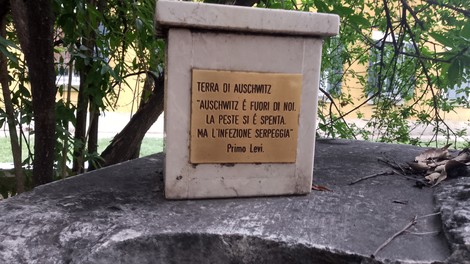 TERRA DI AUSCHWITZ
"AUSCHWITZ É FUORI DI NOI.
LA PESTE SI É SPENTA.
MA L'INFEZIONE SERPEGGIA"
Primo Levi.